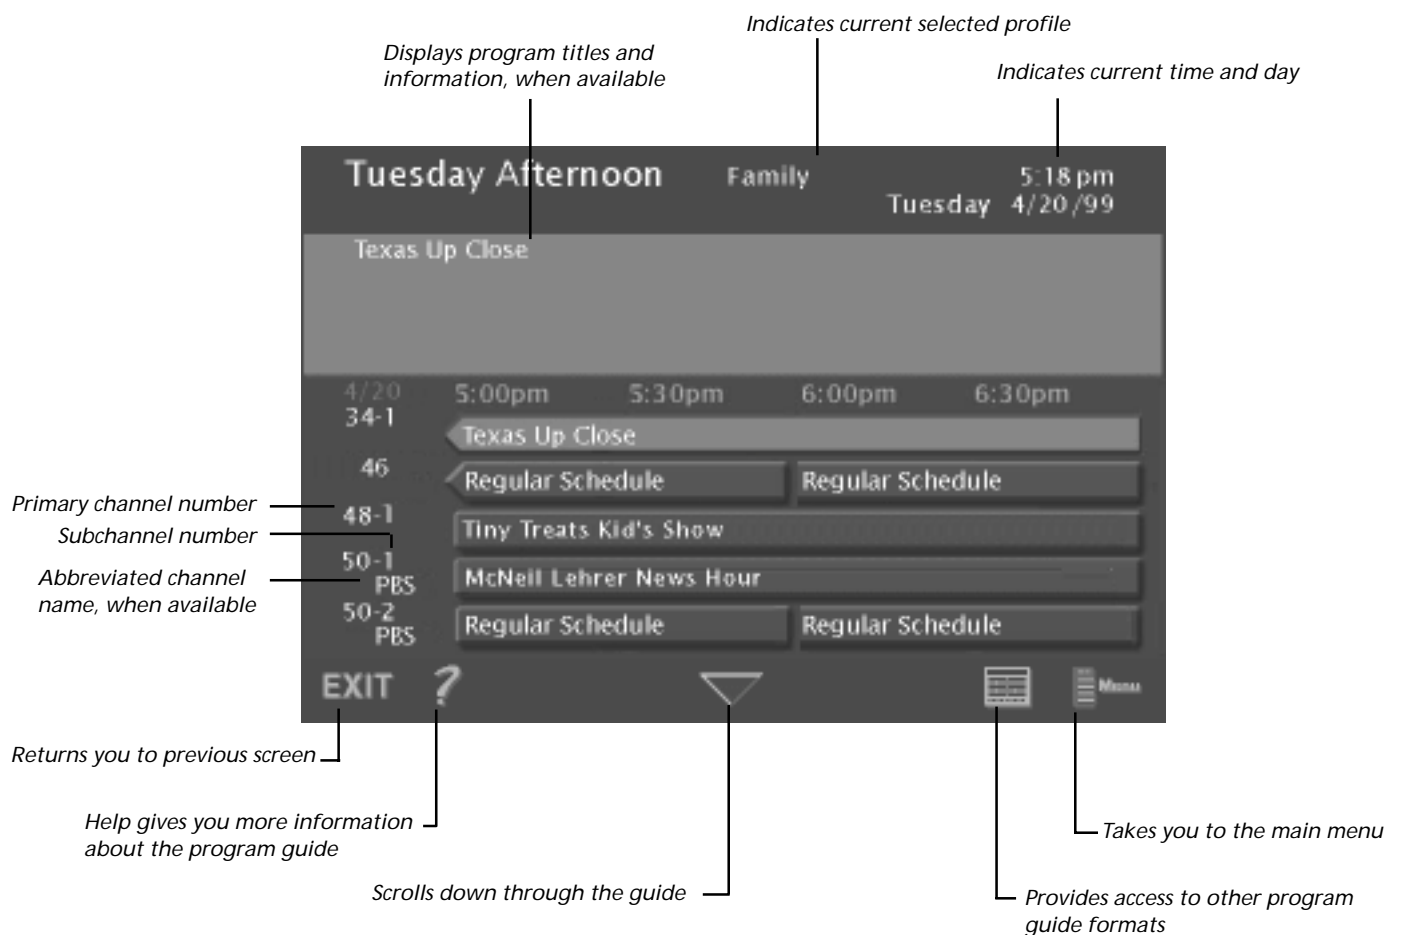 Indicates current selected profile
Displays program titles and
information, when available
Indicates current time and day
Tuesday Afternoon
Family
5:18 pm
Tuesday 4/20/99
Texas Up Close
4/20 5:00pm 5:30pm 6:00pm 6:30pm
34-1
Texas Up Close
46
Regular Schedule Regular Schedule
Primary channel number
48-1
Tiny Treats Kid's Show
Subchannel number
50-1
PBS
McNeil Lehrer News Hour
Abbreviated channel
name, when available
50-2
PBS
Regular Schedule Regular Schedule
EXIT ? Menu
Returns you to previous screen
Help gives you more information
about the program guide
Takes you to the main menu
Scrolls down through the guide
Provides access to other program
guide formats